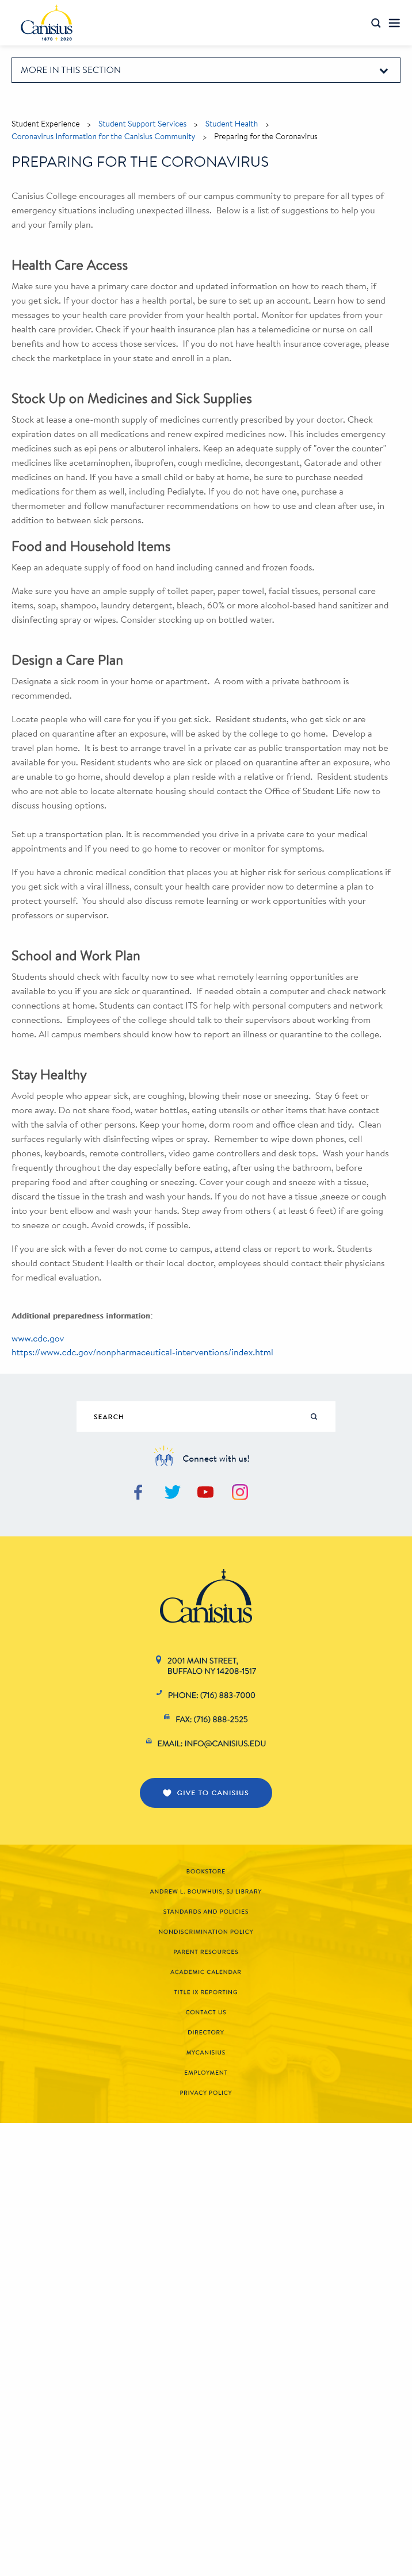 Canisius
1870 2020
MORE IN THIS SECTION
Student Experience > Student Support Services > Student Health >
Coronavirus Information for the Canisius Community > Preparing for the Coronavirus
PREPARING FOR THE CORONAVIRUS
Canisius College encourages all members of our campus community to prepare for all types of
emergency situations including unexpected illness. Below is a list of suggestions to help you
and your family plan.
Health Care Access
Make sure you have a primary care doctor and updated information on how to reach them, if
you get sick. If your doctor has a health portal, be sure to set up an account. Learn how to send
messages to your health care provider from your health portal. Monitor for updates from your
health care provider. Check if your health insurance plan has a telemedicine or nurse on call
benefits and how to access those services. If you do not have health insurance coverage, please
check the marketplace in your state and enroll in a plan.
Stock Up on Medicines and Sick Supplies
Stock at lease a one-month supply of medicines currently prescribed by your doctor. Check
expiration dates on all medications and renew expired medicines now. This includes emergency
medicines such as epi pens or albuterol inhalers. Keep an adequate supply of "over the counter"
medicines like acetaminophen, ibuprofen, cough medicine, decongestant, Gatorade and other
medicines on hand. If you have a small child or baby at home, be sure to purchase needed
medications for them as well, including Pedialyte. If you do not have one, purchase a
thermometer and follow manufacturer recommendations on how to use and clean after use, in
addition to between sick persons.
Food and Household Items
Keep an adequate supply of food on hand including canned and frozen foods.
Make sure you have an ample supply of toilet paper, paper towel, facial tissues, personal care
items, soap, shampoo, laundry detergent, bleach, 60% or more alcohol-based hand sanitizer and
disinfecting spray or wipes. Consider stocking up on bottled water.
Design a Care Plan
Designate a sick room in your home or apartment. A room with a private bathroom is
recommended.
Locate people who will care for you if you get sick. Resident students, who get sick or are
placed on quarantine after an exposure, will be asked by the college to go home. Develop a
travel plan home. It is best to arrange travel in a private car as public transportation may not be
available for you. Resident students who are sick or placed on quarantine after an exposure, who
are unable to go home, should develop a plan reside with a relative or friend. Resident students
who are not able to locate alternate housing should contact the Office of Student Life now to
discuss housing options.
Set up a transportation plan. It is recommended you drive in a private care to your medical
appointments and if you need to go home to recover or monitor for symptoms.
If you have a chronic medical condition that places you at higher risk for serious complications if
you get sick with a viral illness, consult your health care provider now to determine a plan to
protect yourself. You should also discuss remote learning or work opportunities with your
professors or supervisor.
School and Work Plan
Students should check with faculty now to see what remotely learning opportunities are
available to you if you are sick or quarantined. If needed obtain a computer and check network
connections at home. Students can contact ITS for help with personal computers and network
connections. Employees of the college should talk to their supervisors about working from
home. All campus members should know how to report an illness or quarantine to the college.
Stay Healthy
Avoid people who appear sick, are coughing, blowing their nose or sneezing. Stay 6 feet or
more away. Do not share food, water bottles, eating utensils or other items that have contact
with the salvia of other persons. Keep your home, dorm room and office clean and tidy. Clean
surfaces regularly with disinfecting wipes or spray. Remember to wipe down phones, cell
phones, keyboards, remote controllers, video game controllers and desk tops. Wash your hands
frequently throughout the day especially before eating, after using the bathroom, before
preparing food and after coughing or sneezing. Cover your cough and sneeze with a tissue,
discard the tissue in the trash and wash your hands. If you do not have a tissue ,sneeze or cough
into your bent elbow and wash your hands. Step away from others ( at least 6 feet) if are going
to sneeze or cough. Avoid crowds, if possible.
If you are sick with a fever do not come to campus, attend class or report to work. Students
should contact Student Health or their local doctor, employees should contact their physicians
for medical evaluation.
Additional preparedness information:
www.cdc.gov
https://www.cdc.gov/nonpharmaceutical-interventions/index.html
SEARCH
Connect with us!
Canisius
2001 MAIN STREET,
BUFFALO NY 14208-1517
PHONE: (716) 883-7000
FAX: (716) 888-2525
EMAIL: INFO@CANISIUS.EDU
GIVE TO CANISIUS
BOOKSTORE
ANDREW L. BOUWHUIS, SJ LIBRARY
STANDARDS AND POLICIES
NONDISCRIMINATION POLICY
PARENT RESOURCES
ACADEMIC CALENDAR
TITLE IX REPORTING
CONTACT US
DIRECTORY
MYCANISIUS
EMPLOYMENT
PRIVACY POLICY